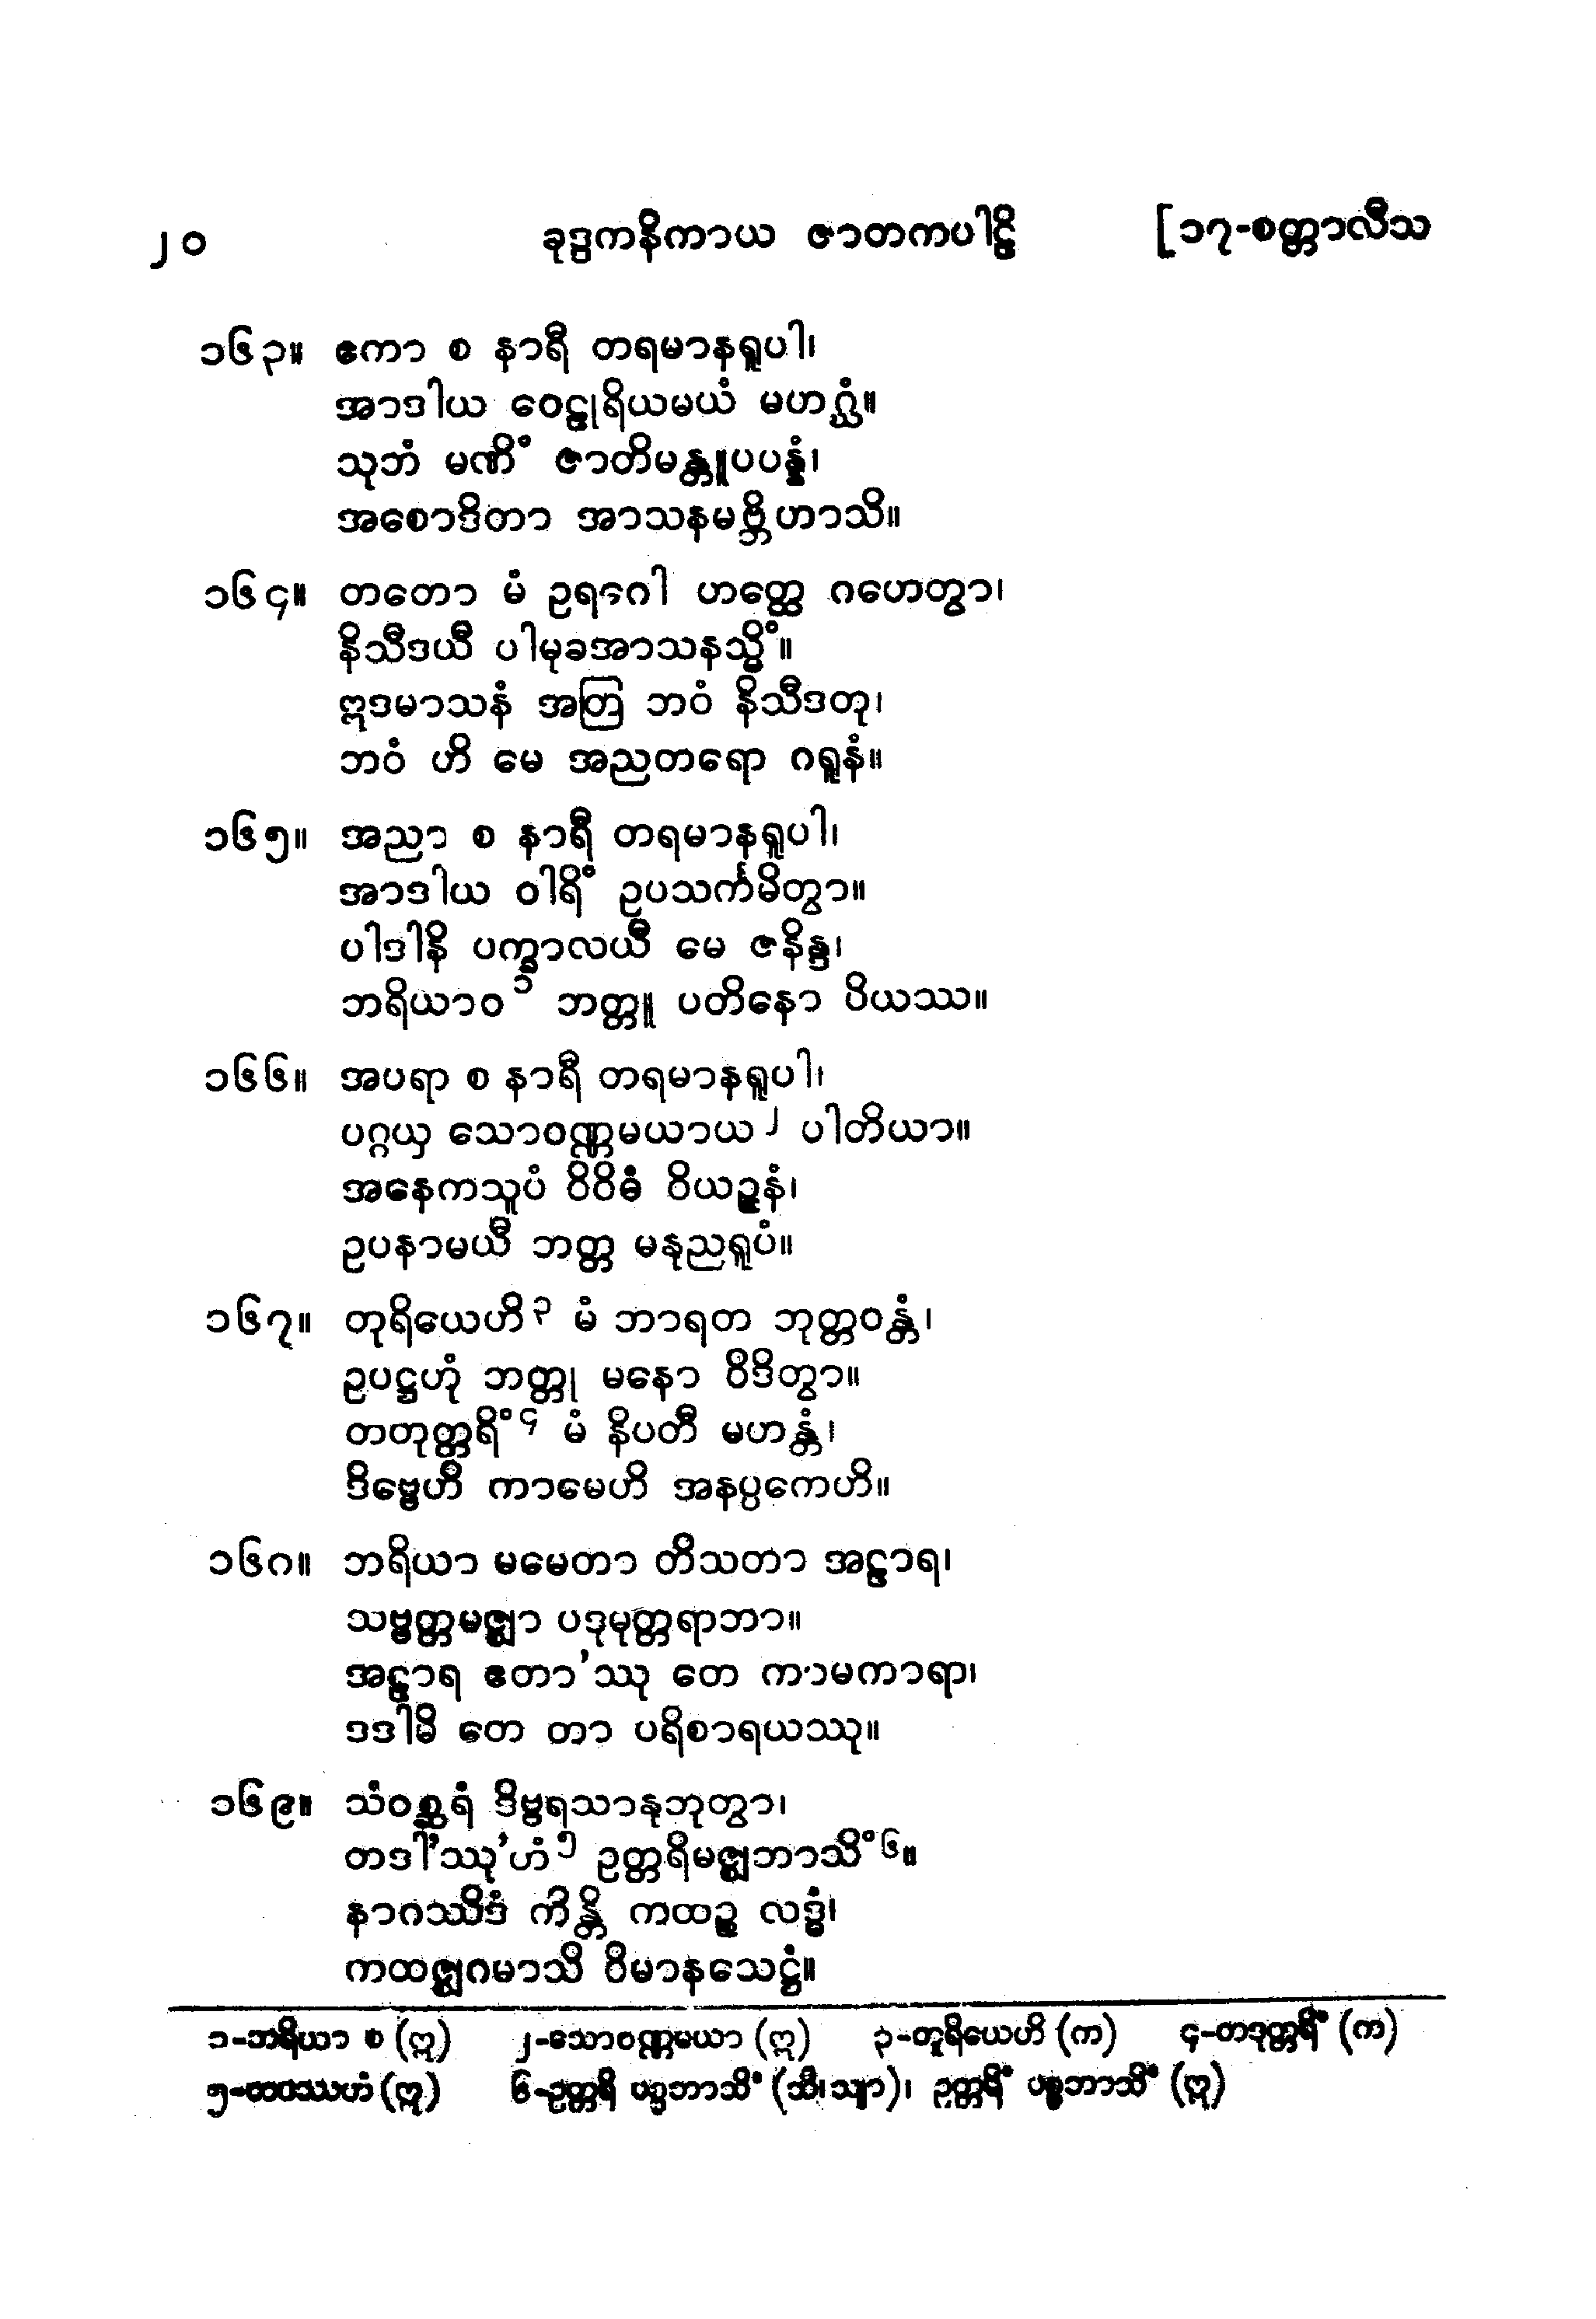 ၂၀ ခုဒ္ဒကနိကာယ ဇာတကပါဠိ [၁၇-စတ္တာလီသ
၁၆၃။ ဧကာ စ နာရီ တရမာနရူပါ၊
အာဒါယ ဝေဠုရိယမယံ မဟဂ္ဃံ။
သုဘံ မဏိံ ဇာတိမန္တူပပန္နံ၊
အစောဒိတာ အာသနမဗ္ဘိဟာသိ။
၁၆၄။ တတော မံ ဥရဂေါ ဟတ္ထေ ဂဟေတွာ၊
နိသီဒယီ ပါမုခအာသနသ္မိံ။
ဣဒမာသနံ အတြ ဘဝံ နိသီဒတု၊
ဘဝံ ဟိ မေ အညတရော ဂရူနံ။
၁၆၅။ အညာ စ နာရီ တရမာနရူပါ၊
အာဒါယ ဝါရိံ ဥပသင်္ကမိတွာ။
ပါဒါနိ ပက္ခာလယီ မေ ဇနိန္ဒ၊
ဘရိယာဝ ၁ ဘတ္တူ ပတိနော ပိယဿ။
၁၆၆။ အပရာ စ နာရီ တရမာနရူပါ၊
ပဂ္ဂယှ သောဝဏ္ဏမယာယ ၂ ပါတိယာ။
အနေကသူပံ ဝိဝိဓံ ဝိယဉ္ဇနံ၊
ဥပနာမယီ ဘတ္တ မနုညရူပံ။
၁၆၇။ တုရိယေဟိ ၃ မံ ဘာရတ ဘုတ္တဝန္တံ၊
ဥပဋ္ဌဟုံ ဘတ္တု မနော ဝိဒိတွာ။
တတုတ္တရိံ ၄ မံ နိပတီ မဟန္တံ၊
ဒိဗ္ဗေဟိ ကာမေဟိ အနပ္ပကေဟိ။
၁၆၈။ ဘရိယာ မမေတာ တိသတာ အဠာရ၊
သဗ္ဗတ္တမဇ္ဈာ ပဒုမုတ္တရာဘာ။
အဠာရ ဧတာ’ဿု တေ ကာမကာရာ၊
ဒဒါမိ တေ တာ ပရိစာရယဿု။
၁၆၉။ သံဝစ္ဆရံ ဒိဗ္ဗရသာနုဘုတွာ၊
တဒါ’ဿု’ဟံ ၅ ဥတ္တရိမဇ္ဈဘာသိံ ၆။
နာဂဿိဒံ ကိန္တိ ကထဉ္စ လဒ္ဓံ၊
ကထဇ္ဈဂမာသိ ဝိမာနသေဋ္ဌံ။
၁-ဘရိယာ စ (ဣ) ၂-သောဝဏ္ဏမယာ (ဣ) ၃-တူရိယေဟိ (က) ၄-တဒုတ္တရိံ (က)
၅-တဝဿဟံ (ဣ) ၆-ဥတ္တရိ ပစ္စဘာသိံ (သီ၊ သျာ)၊ ဥတ္တရိံ ပစ္စဘာသိံ (ဣ)